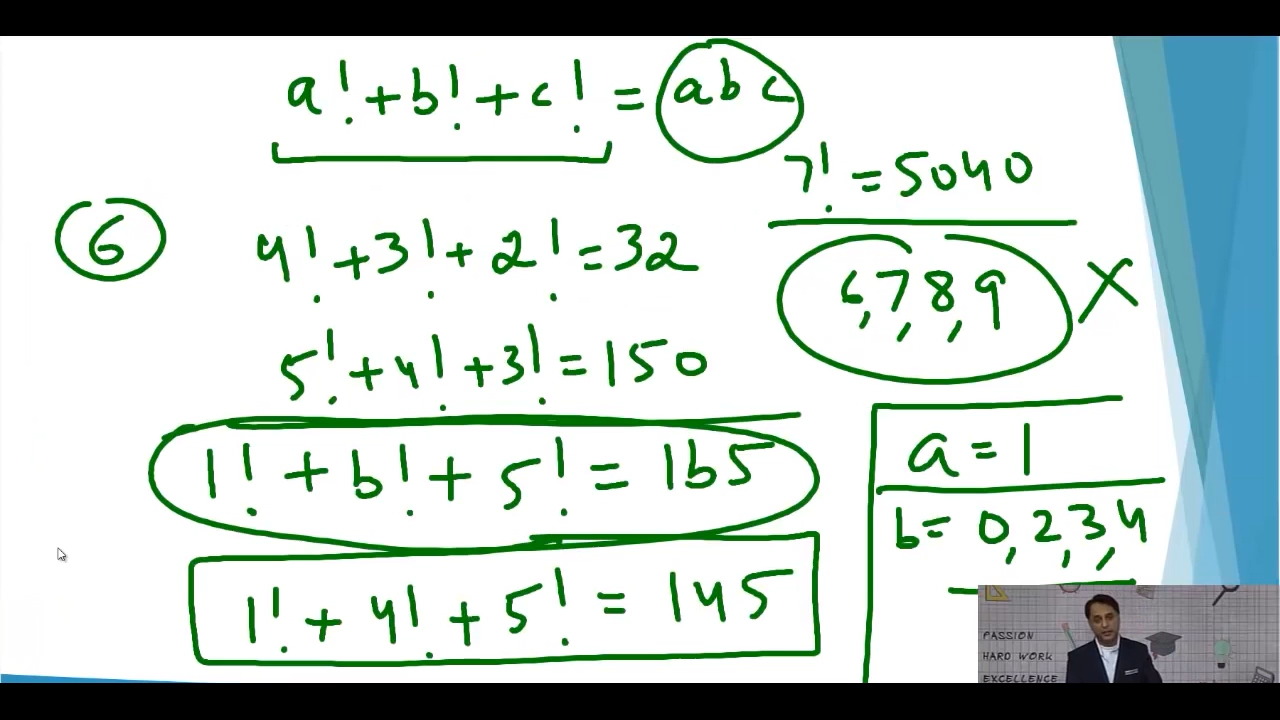 a! + b! + c! = abc
7! = 5040
6
4! + 3! + 2! = 32
6, 7, 8, 9 X
5! + 4! + 3! = 150
1! + b! + 5! = 1b5
a = 1
b = 0, 2, 3, 4
1! + 4! + 5! = 145
PASSION
HARD WORK
EXCELLENCE